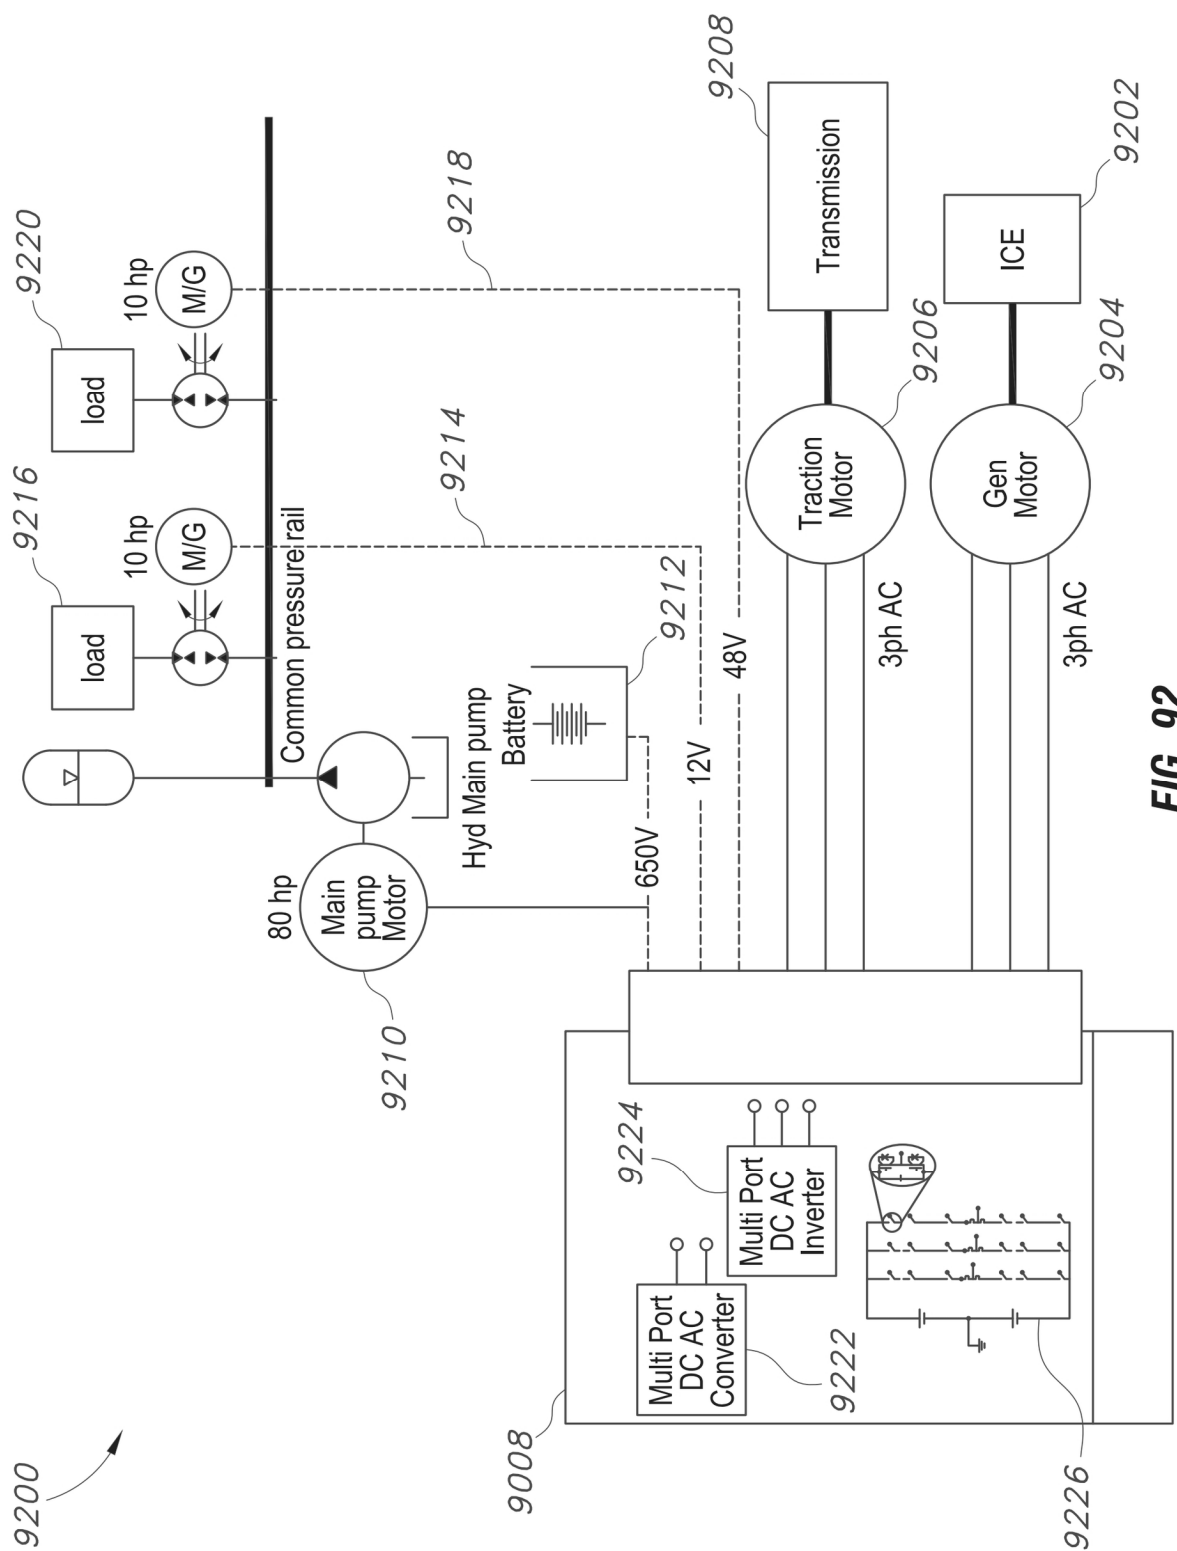 9200
9216
9220
10 hp
10 hp
load
M/G
load
M/G
9208
Common pressure rail
9214
9218
80 hp
Main
pump
Motor
9210
Hyd Main pump
Battery
9212
650V
12V
48V
Transmission
9206
Traction
Motor
3ph AC
9202
ICE
9204
Gen
Motor
3ph AC
9008
Multi Port
DC AC
Converter
9222
9224
Multi Port
DC AC
Inverter
9226
FIG. 92